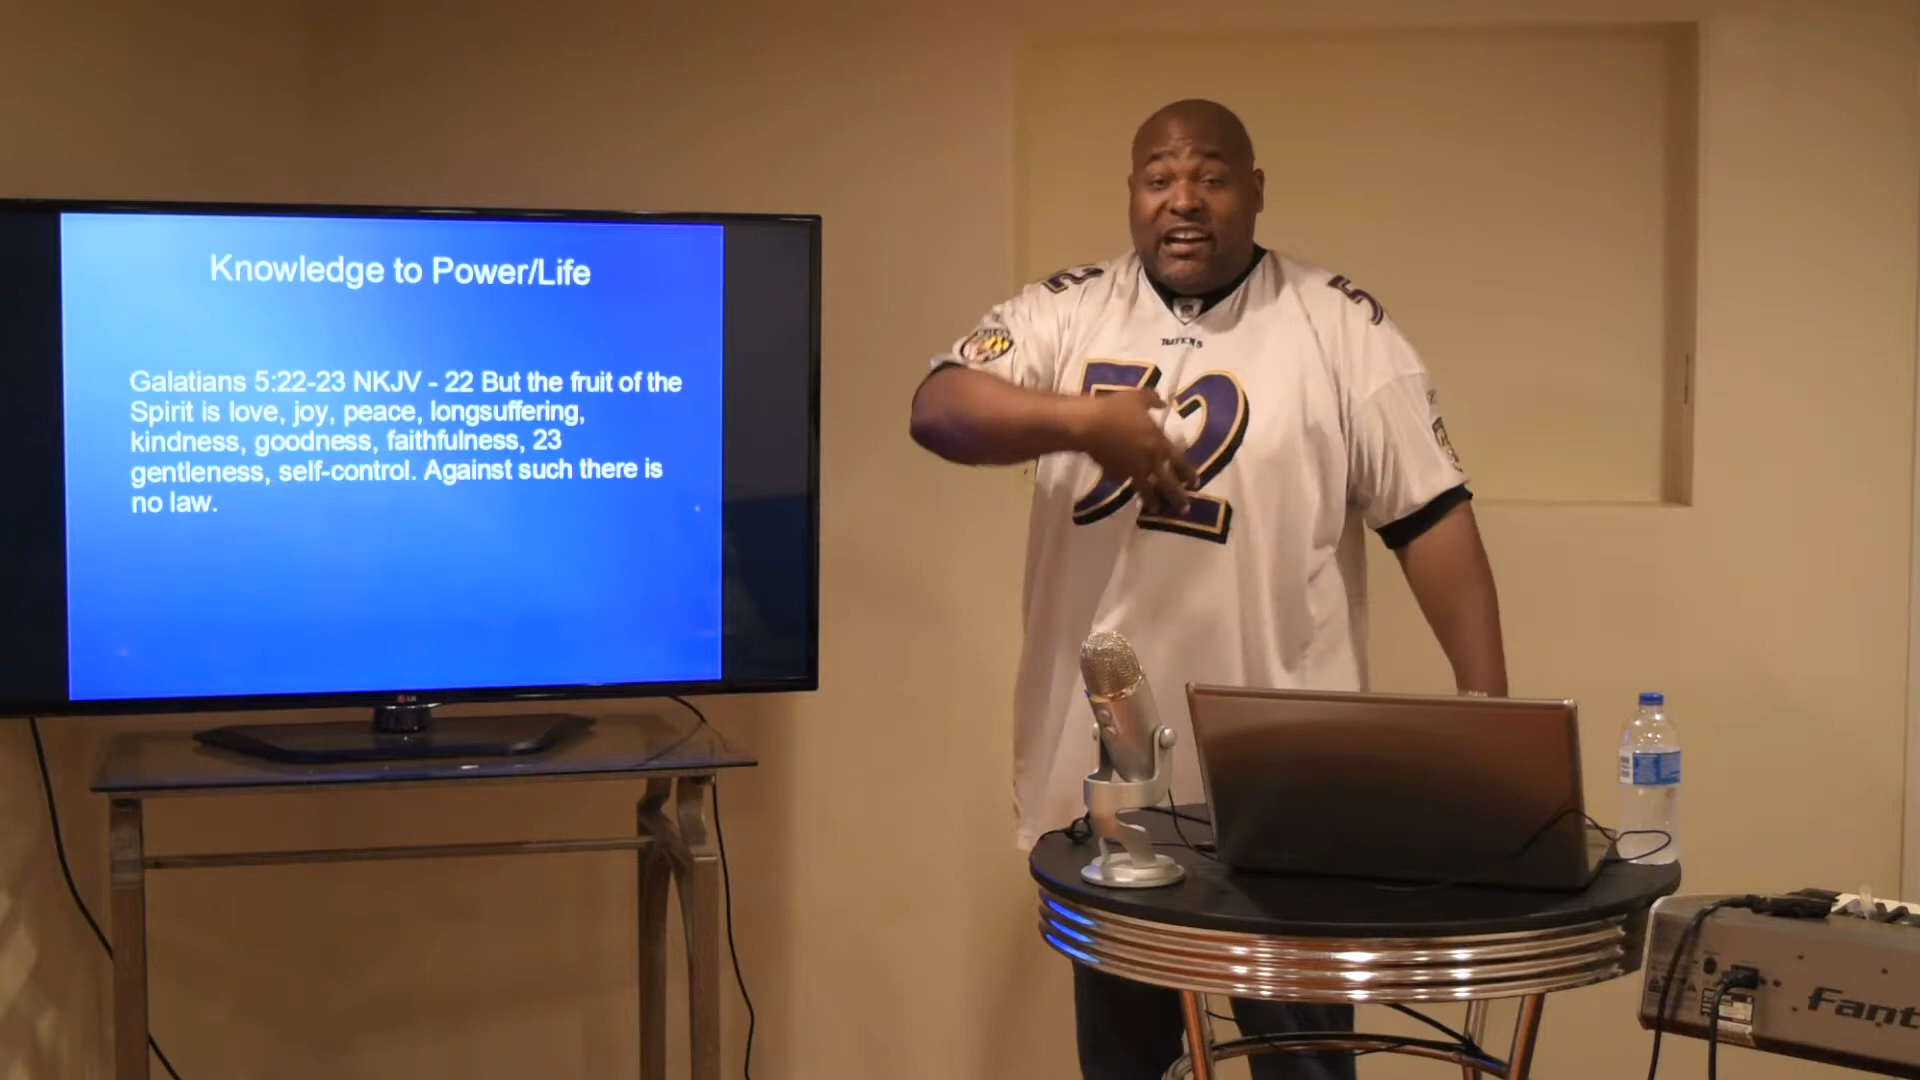 Knowledge to Power/Life
Galatians 5:22-23 NKJV - 22 But the fruit of the
Spirit is love, joy, peace, longsuffering,
kindness, goodness, faithfulness, 23
gentleness, self-control. Against such there is
no law.
LG
52
5
RAVENS
52
Fant